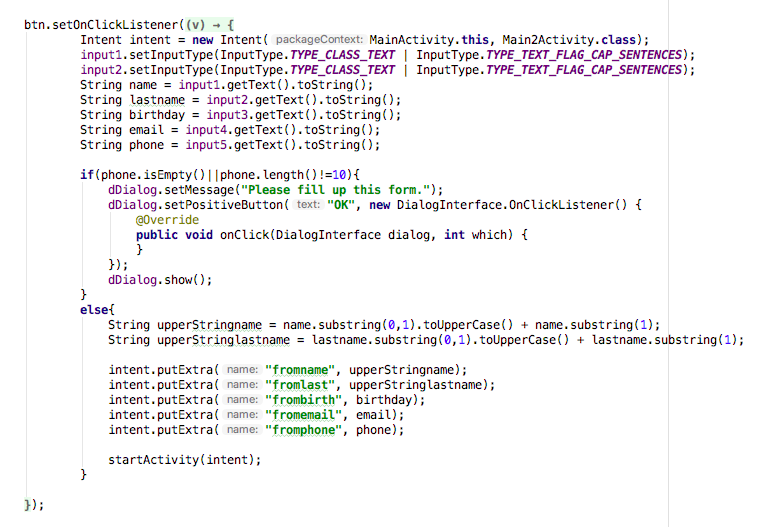 btn.setOnClickListener((v) → {
Intent intent = new Intent( packageContext: MainActivity.this, Main2Activity.class);
input1.setInputType(InputType.TYPE_CLASS_TEXT | InputType.TYPE_TEXT_FLAG_CAP_SENTENCES);
input2.setInputType(InputType.TYPE_CLASS_TEXT | InputType.TYPE_TEXT_FLAG_CAP_SENTENCES);
String name = input1.getText().toString();
String lastname = input2.getText().toString();
String birthday = input3.getText().toString();
String email = input4.getText().toString();
String phone = input5.getText().toString();
if(phone.isEmpty()||phone.length()!=10){
dDialog.setMessage("Please fill up this form.");
dDialog.setPositiveButton( text: "OK", new DialogInterface.OnClickListener() {
@Override
public void onClick(DialogInterface dialog, int which) {
}
});
dDialog.show();
}
else{
String upperStringname = name.substring(0,1).toUpperCase() + name.substring(1);
String upperStringlastname = lastname.substring(0,1).toUpperCase() + lastname.substring(1);
intent.putExtra( name: "fromname", upperStringname);
intent.putExtra( name: "fromlast", upperStringlastname);
intent.putExtra( name: "frombirth", birthday);
intent.putExtra( name: "fromemail", email);
intent.putExtra( name: "fromphone", phone);
startActivity(intent);
}
});